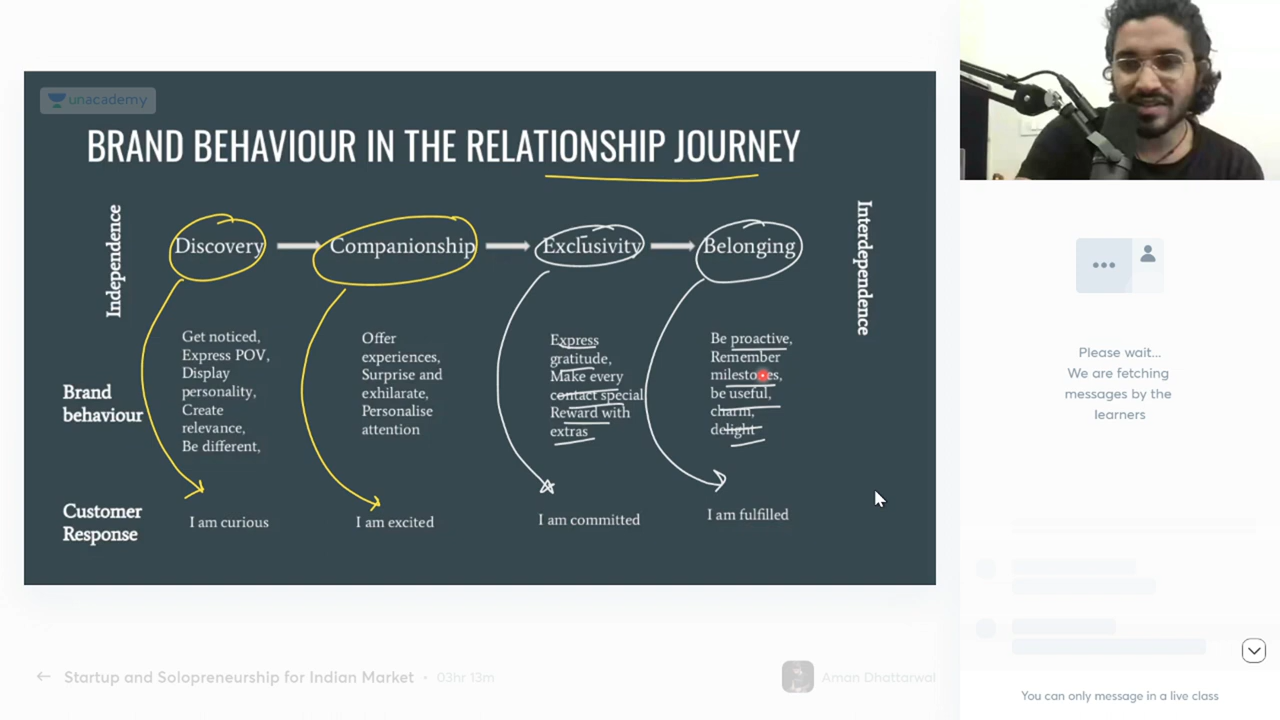 unacademy
BRAND BEHAVIOUR IN THE RELATIONSHIP JOURNEY
Independence
Discovery
Companionship
Exclusivity
Belonging
Interdependence
Brand
behaviour
Get noticed,
Express POV,
Display
personality,
Create
relevance,
Be different,
Offer
experiences,
Surprise and
exhilarate,
Personalise
attention
Express
gratitude,
Make every
contact special
Reward with
extras
Be proactive,
Remember
milestones,
be useful,
charm,
delight
Customer
Response
I am curious
I am excited
I am committed
I am fulfilled
Please wait...
We are fetching
messages by the
learners
Startup and Solopreneurship for Indian Market • 03hr 13m
Aman Dhattarwal
You can only message in a live class